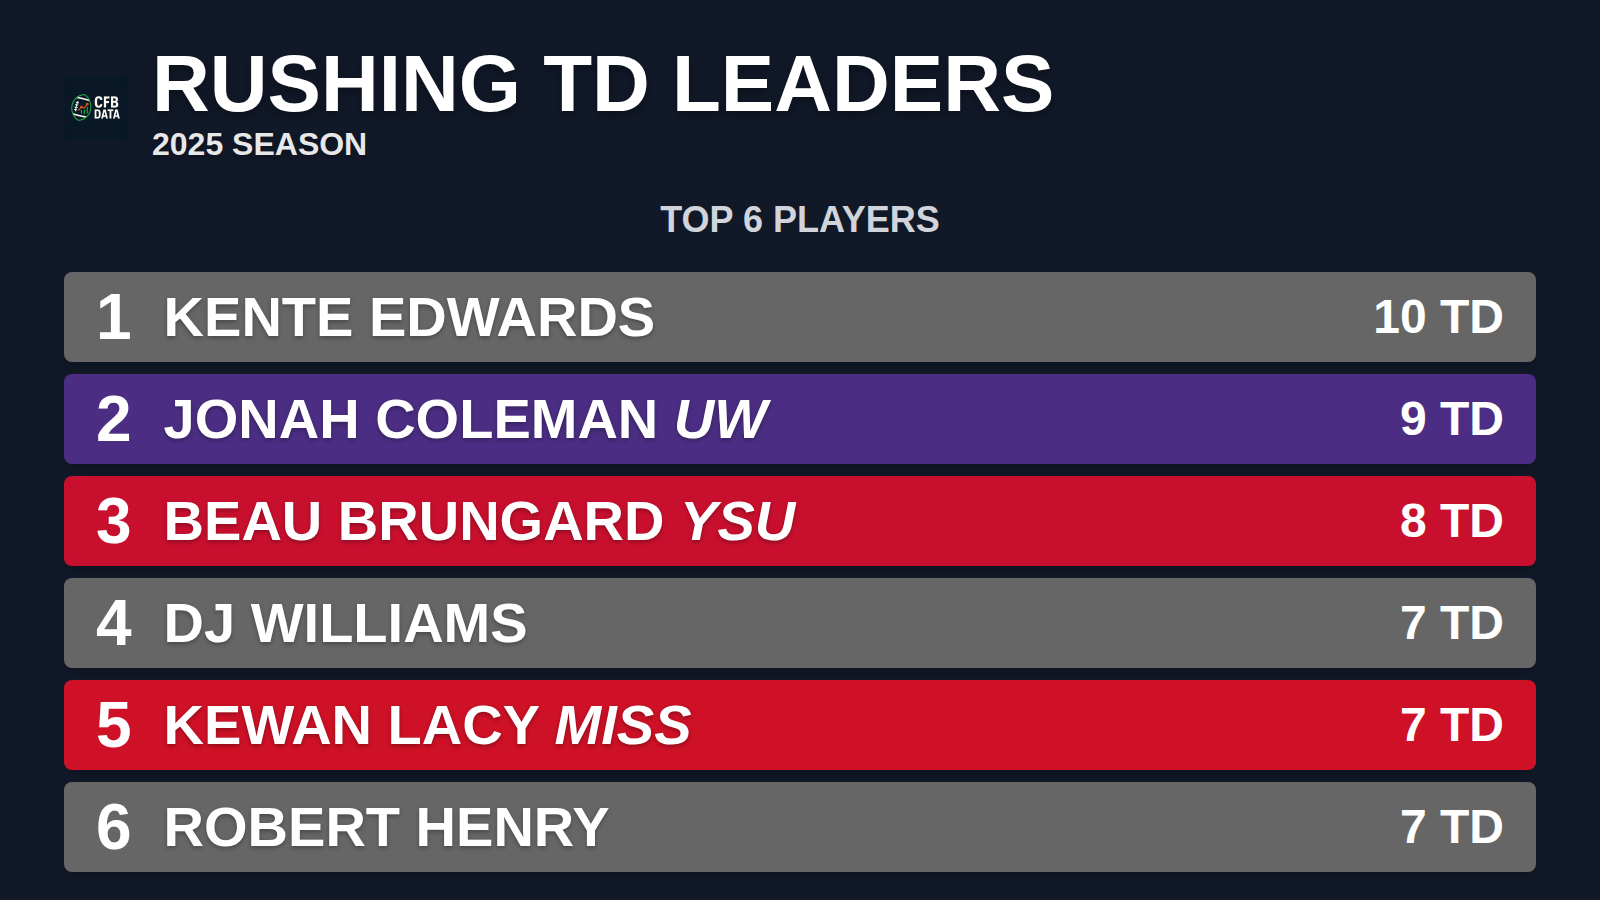 CFB
DATA
RUSHING TD LEADERS
2025 SEASON
TOP 6 PLAYERS
1 KENTE EDWARDS 10 TD
2 JONAH COLEMAN UW 9 TD
3 BEAU BRUNGARD YSU 8 TD
4 DJ WILLIAMS 7 TD
5 KEWAN LACY MISS 7 TD
6 ROBERT HENRY 7 TD